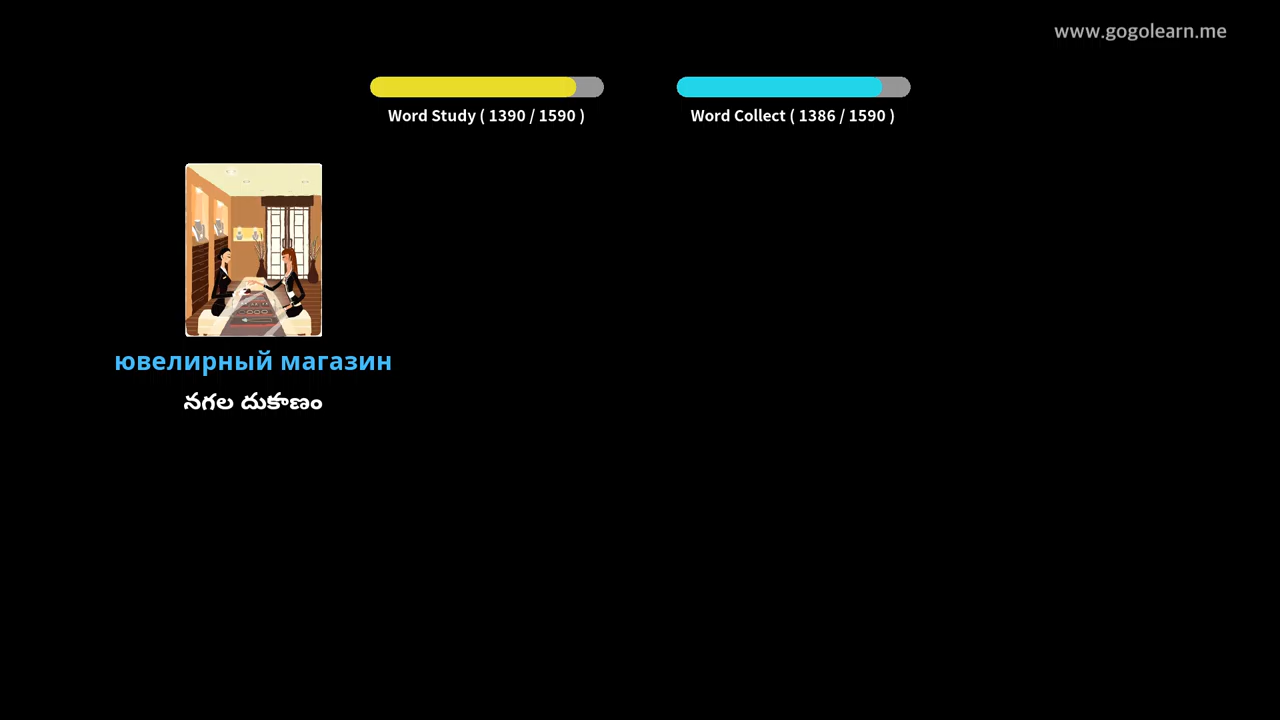 www.gogolearn.me
Word Study ( 1390 / 1590 )
Word Collect ( 1386 / 1590 )
ювелирный магазин
నగల దుకాణం